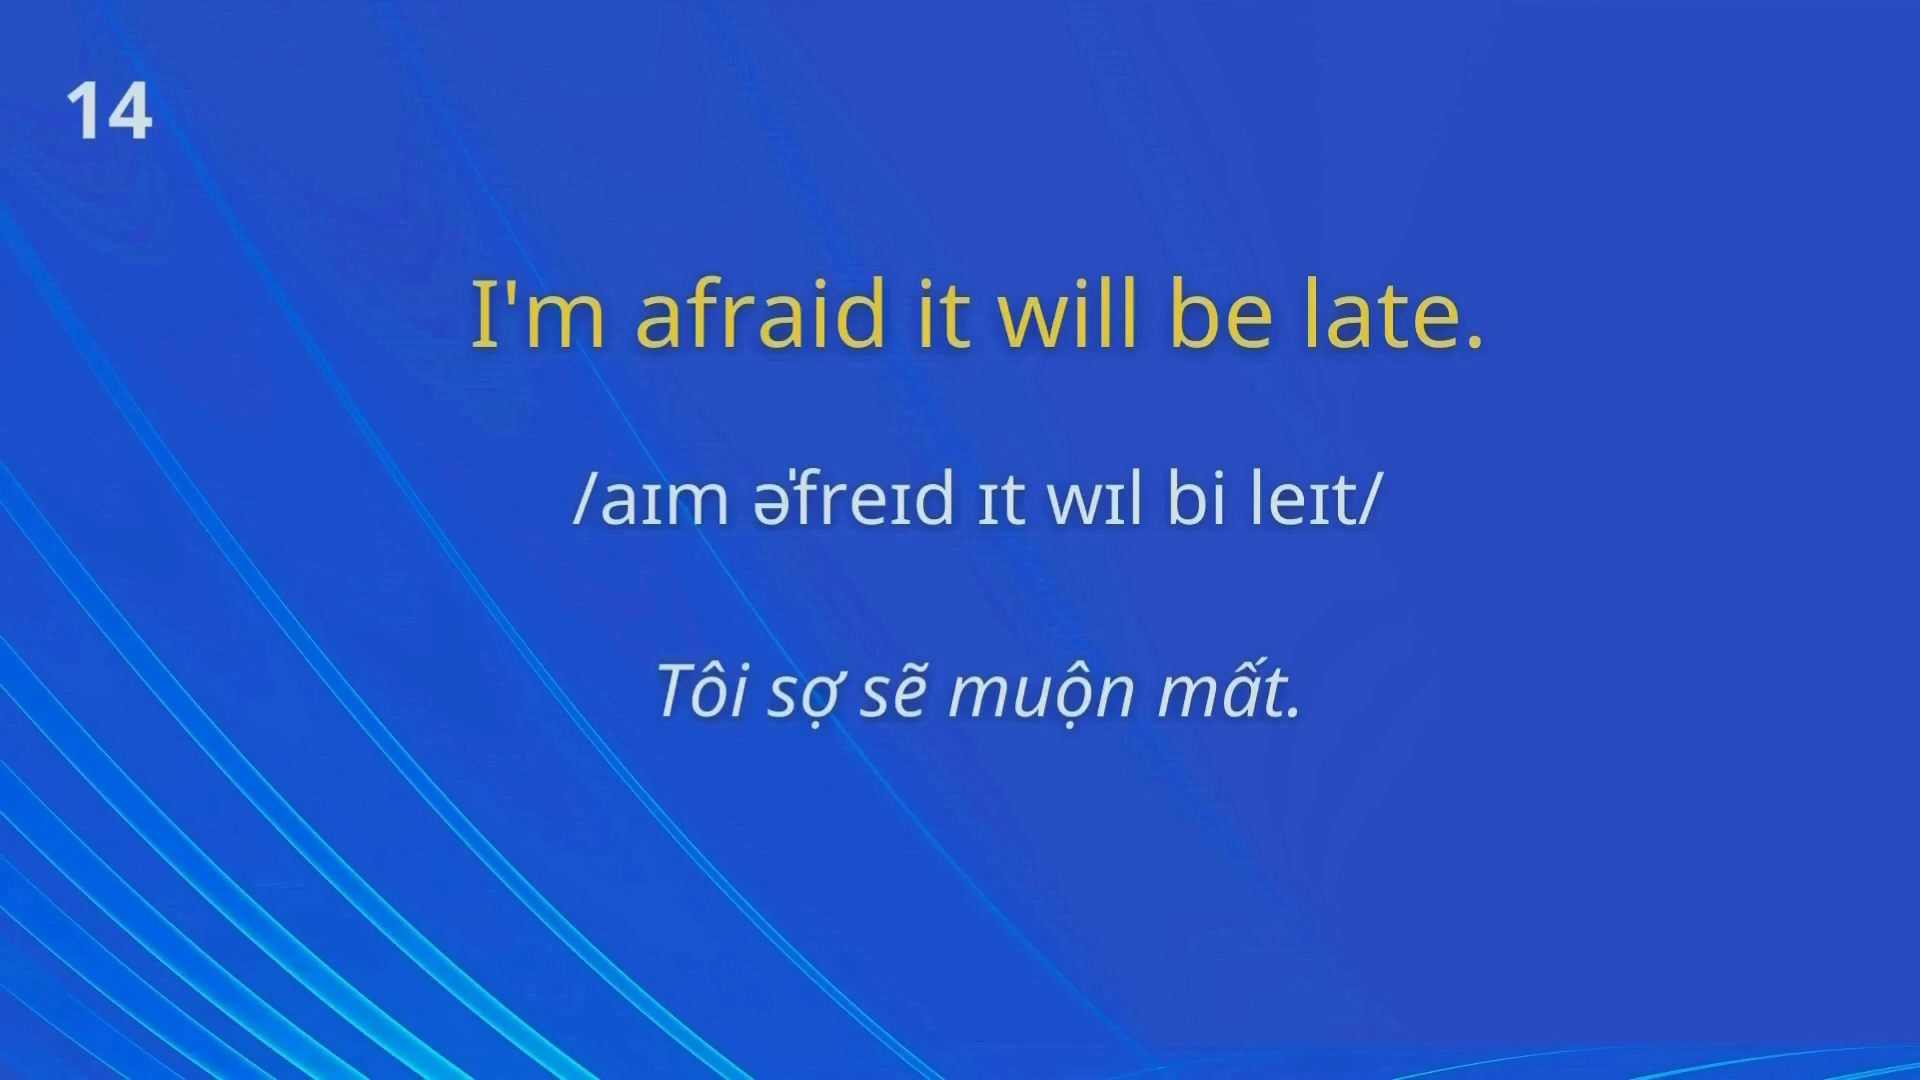 14
I'm afraid it will be late.
/aɪm əˈfreɪd ɪt wɪl bi leɪt/
Tôi sợ sẽ muộn mất.